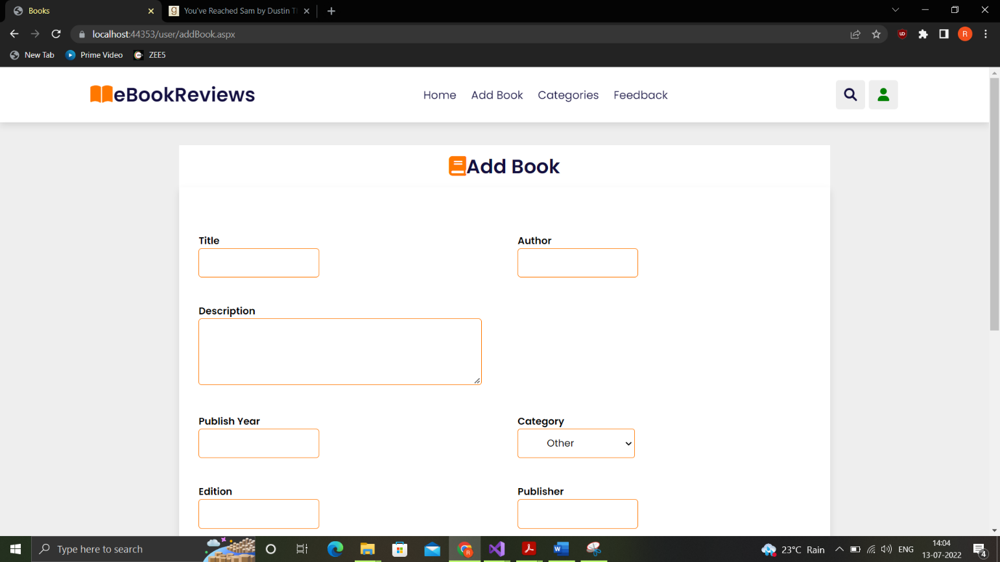 Books
You've Reached Sam by Dustin Th
localhost:44353/user/addBook.aspx
R
New Tab
Prime Video
ZEE5
eBookReviews
Home
Add Book
Categories
Feedback
Add Book
Title
Author
Description
Publish Year
Category
Other
Edition
Publisher
Type here to search
23°C Rain
ENG
14:04
13-07-2022
4